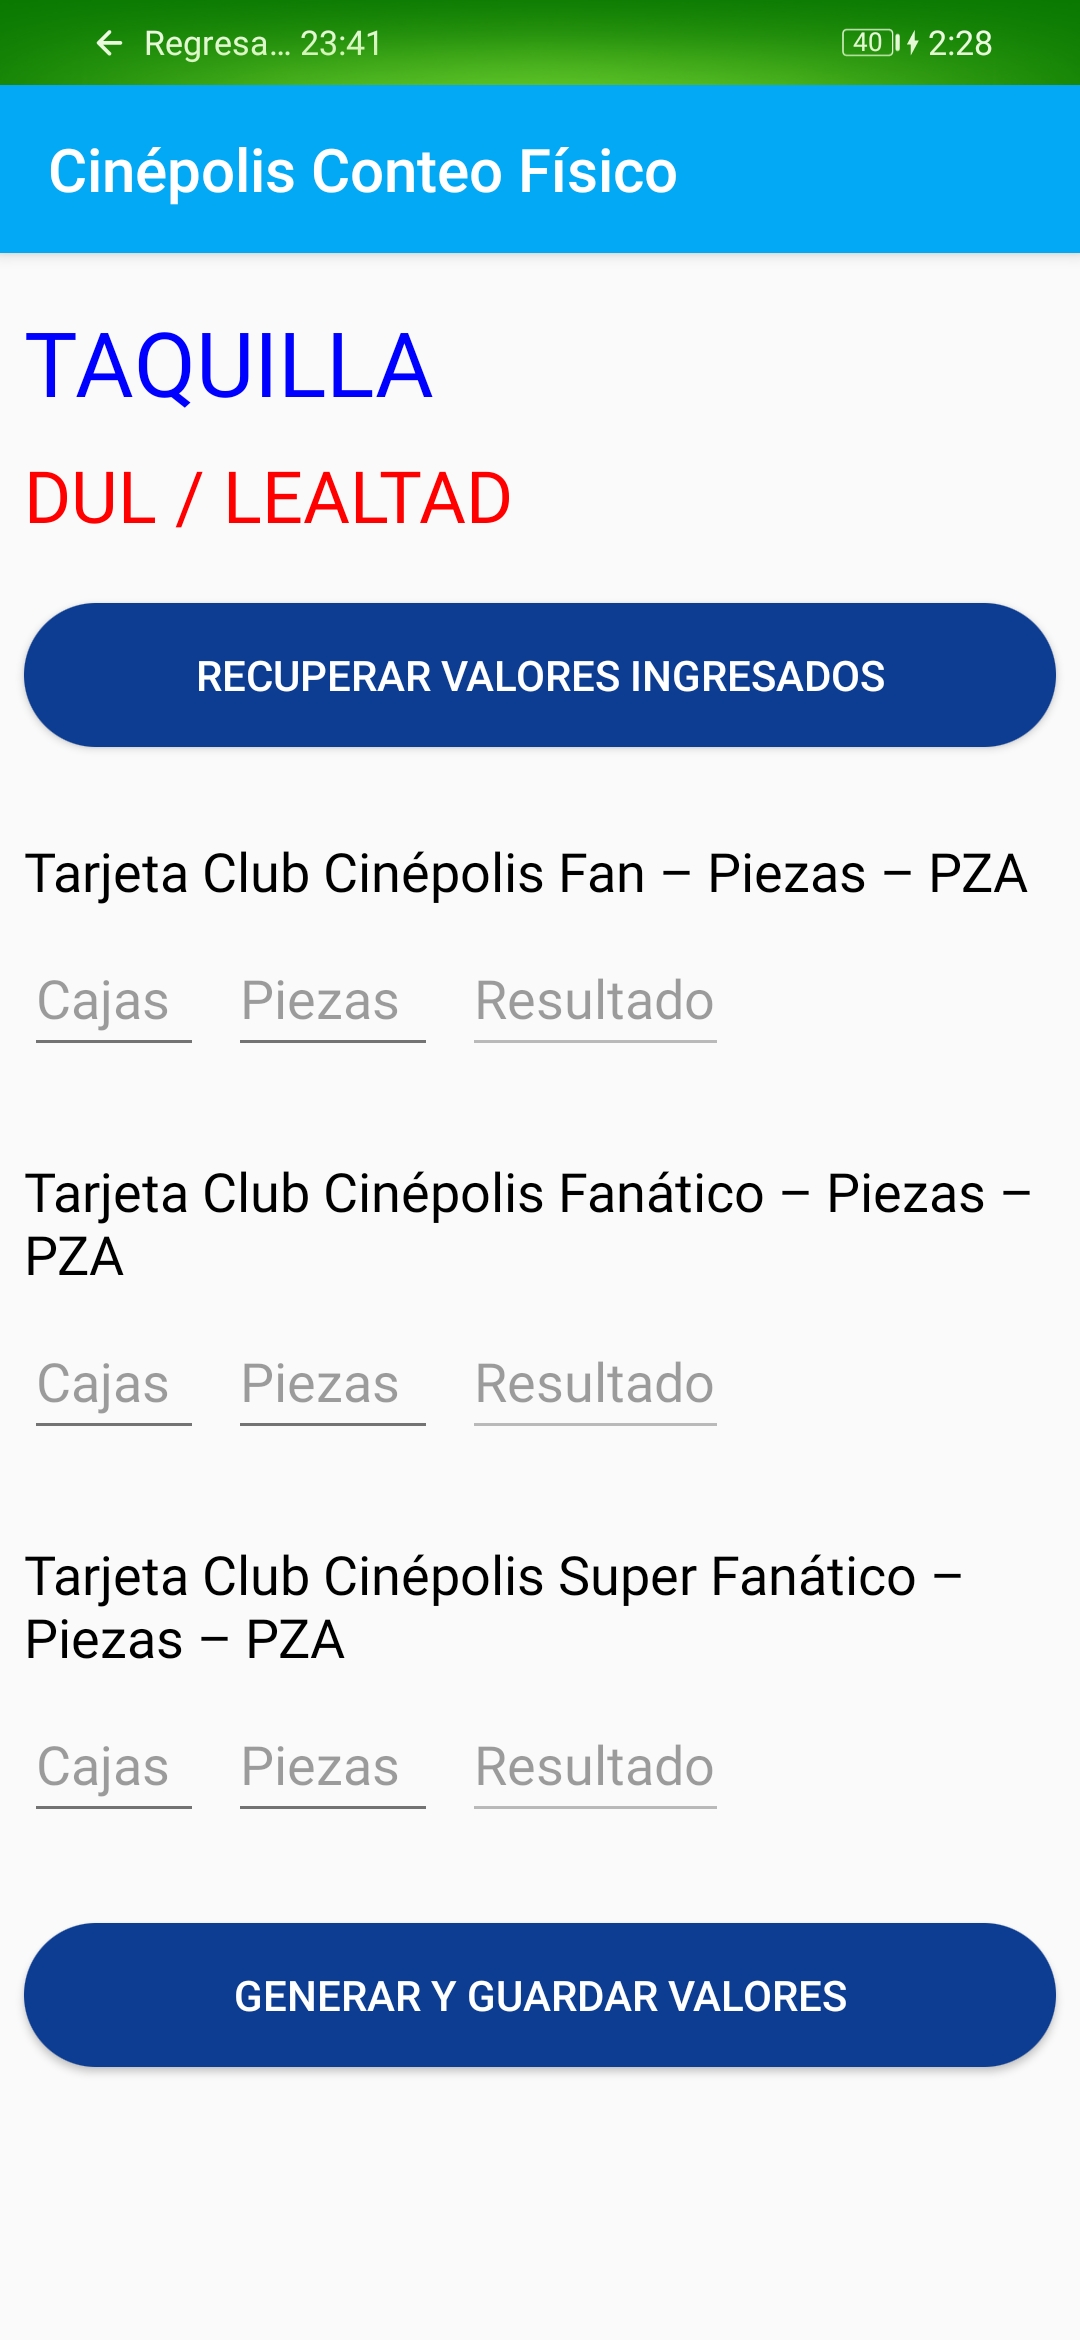 Regresa... 23:41 40 2:28
Cinépolis Conteo Físico
TAQUILLA
DUL / LEALTAD
RECUPERAR VALORES INGRESADOS
Tarjeta Club Cinépolis Fan – Piezas – PZA
Cajas Piezas Resultado
Tarjeta Club Cinépolis Fanático – Piezas –
PZA
Cajas Piezas Resultado
Tarjeta Club Cinépolis Super Fanático –
Piezas – PZA
Cajas Piezas Resultado
GENERAR Y GUARDAR VALORES